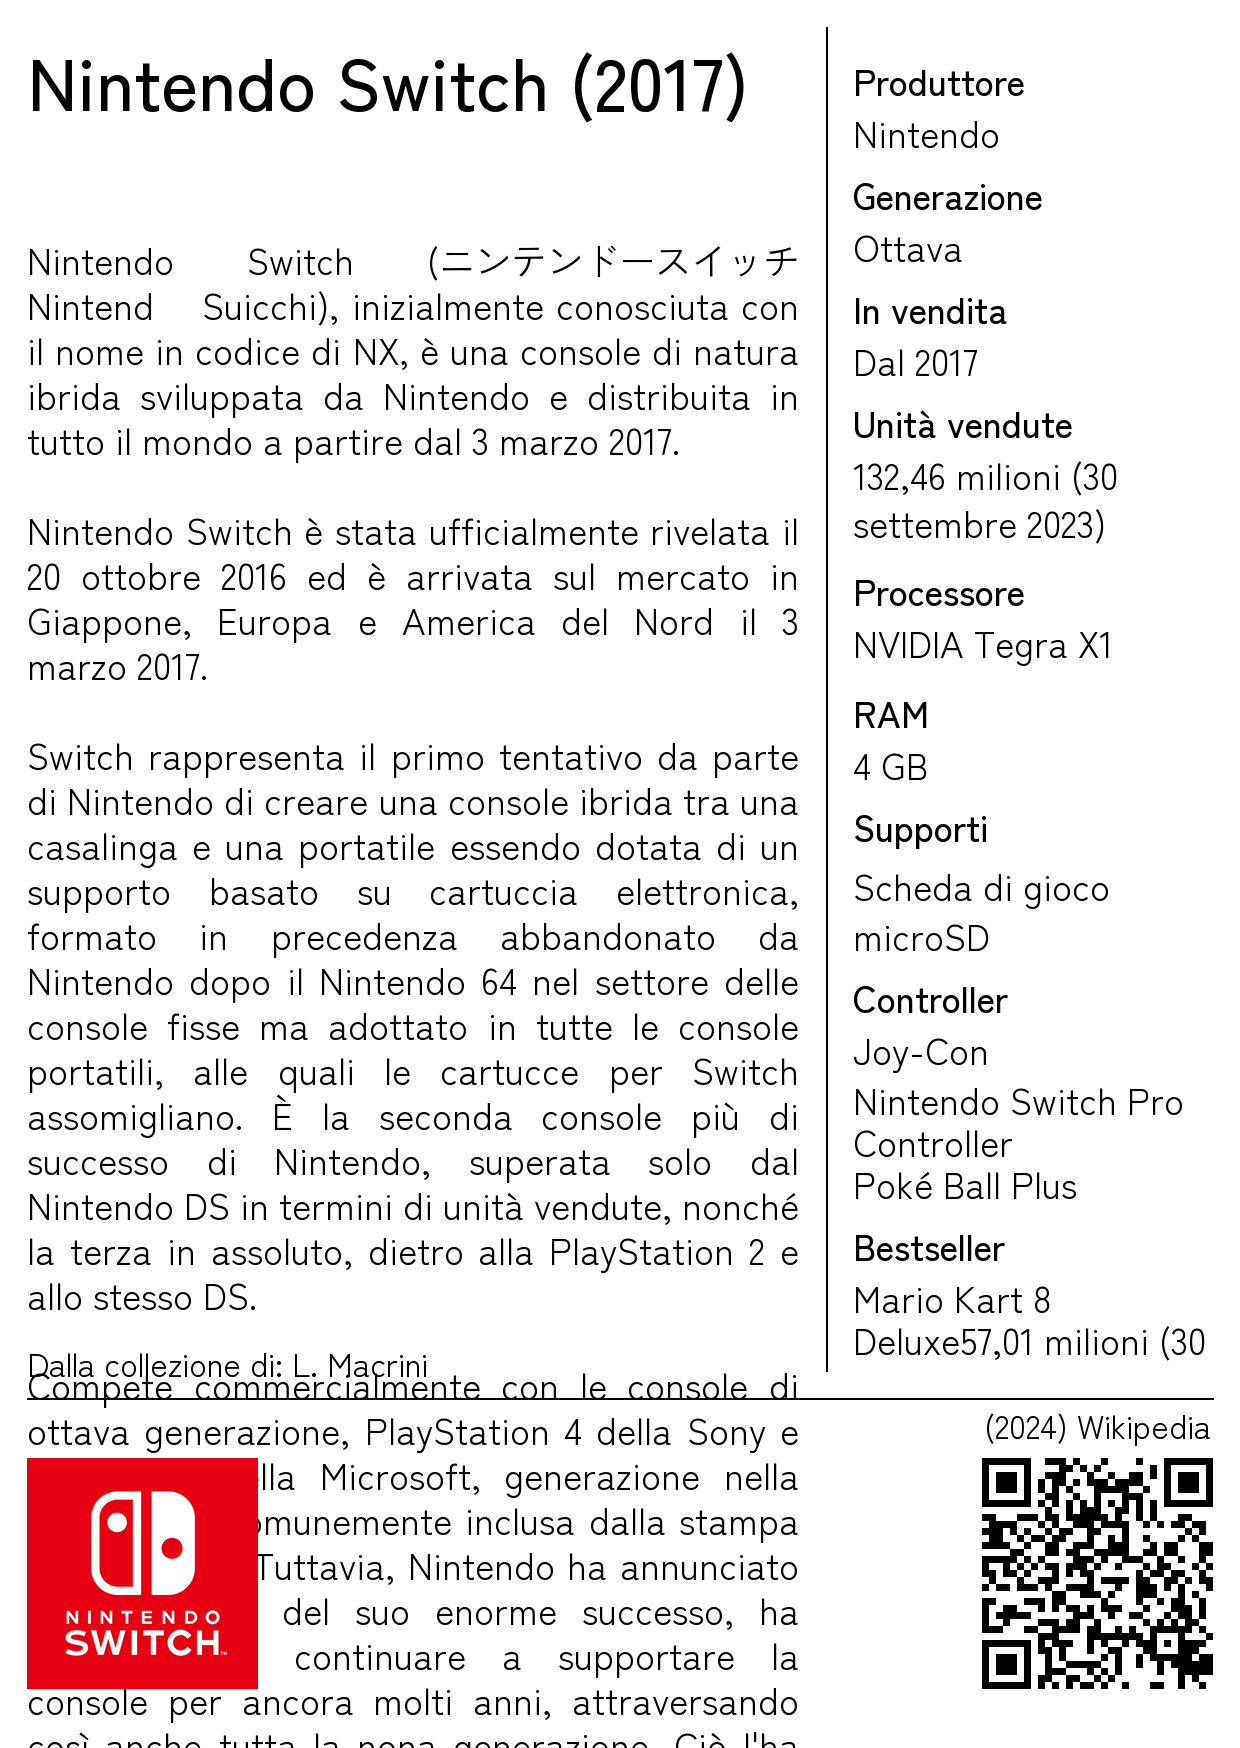 Nintendo Switch (2017)
Nintendo Switch (ニンテンドースイッチ
Nintend Suicchi), inizialmente conosciuta con
il nome in codice di NX, è una console di natura
ibrida sviluppata da Nintendo e distribuita in
tutto il mondo a partire dal 3 marzo 2017.
Nintendo Switch è stata ufficialmente rivelata il
20 ottobre 2016 ed è arrivata sul mercato in
Giappone, Europa e America del Nord il 3
marzo 2017.
Switch rappresenta il primo tentativo da parte
di Nintendo di creare una console ibrida tra una
casalinga e una portatile essendo dotata di un
supporto basato su cartuccia elettronica,
formato in precedenza abbandonato da
Nintendo dopo il Nintendo 64 nel settore delle
console fisse ma adottato in tutte le console
portatili, alle quali le cartucce per Switch
assomigliano. È la seconda console più di
successo di Nintendo, superata solo dal
Nintendo DS in termini di unità vendute, nonché
la terza in assoluto, dietro alla PlayStation 2 e
allo stesso DS.
Dalla collezione di: L. Macrini
Compete commercialmente con le console di
ottava generazione, PlayStation 4 della Sony e
Microsoft, generazione nella
inclusa dalla stampa
Tuttavia, Nintendo ha annunciato
del suo enorme successo, ha
continuare a supportare la
console per ancora molti anni, attraversando
così anche tutta la nona generazione. Ciò l'ha
NINTENDO
SWITCH™
Produttore
Nintendo
Generazione
Ottava
In vendita
Dal 2017
Unità vendute
132,46 milioni (30
settembre 2023)
Processore
NVIDIA Tegra X1
RAM
4 GB
Supporti
Scheda di gioco
microSD
Controller
Joy-Con
Nintendo Switch Pro
Controller
Poké Ball Plus
Bestseller
Mario Kart 8
Deluxe57,01 milioni (30
(2024) Wikipedia